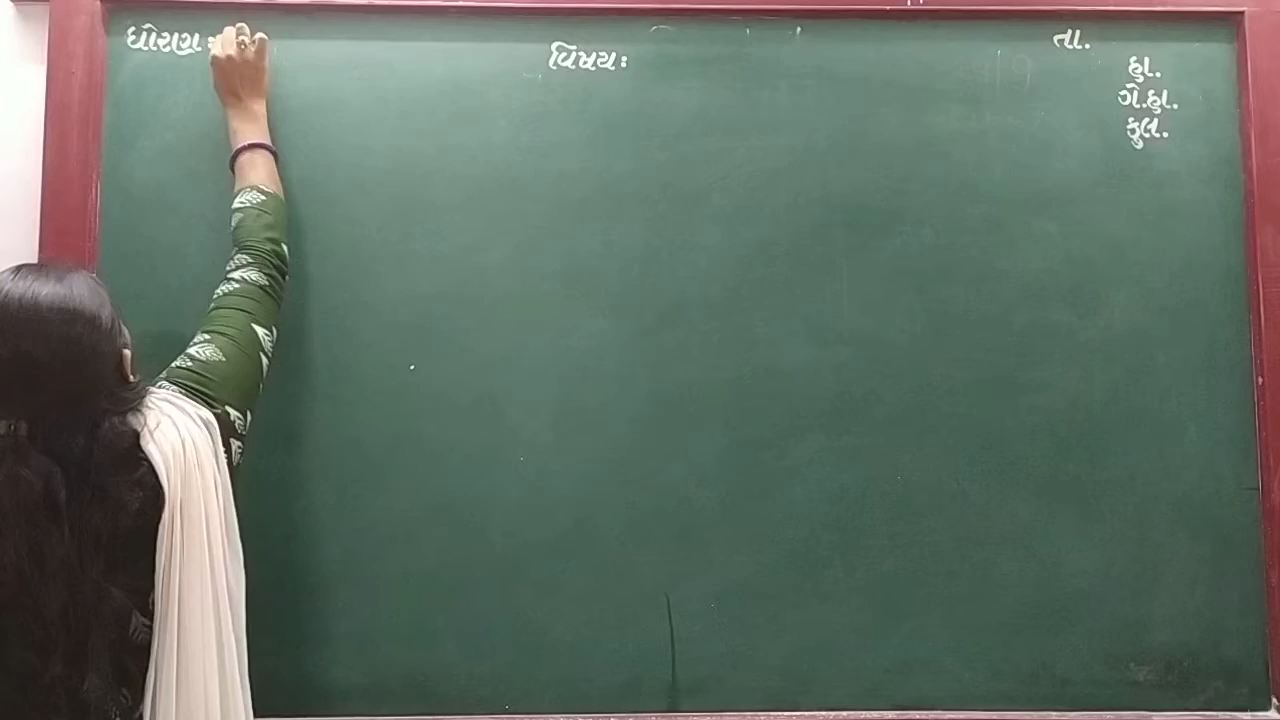 ધોરણ:
વિષય:
તા.
હા.
ગે.હા.
કુલ.